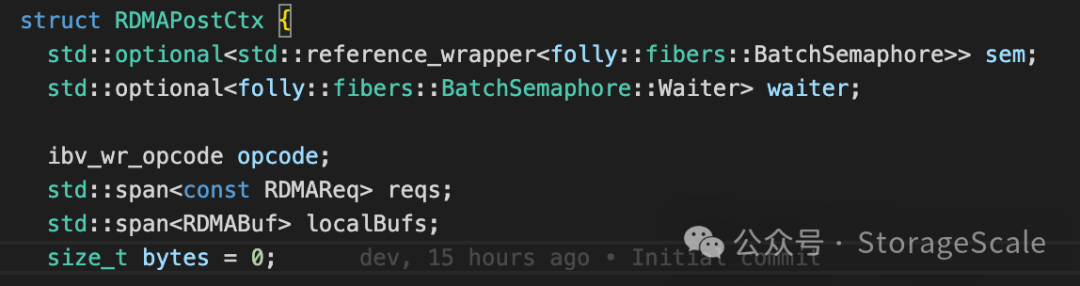 struct RDMAPostCtx {
std::optional<std::reference_wrapper<folly::fibers::BatchSemaphore>> sem;
std::optional<folly::fibers::BatchSemaphore::Waiter> waiter;
ibv_wr_opcode opcode;
std::span<const RDMAReq> reqs;
std::span<RDMABuf> localBufs;
size_t bytes = 0; dev, 15 hours ago • Initial commit
公众号 · StorageScale